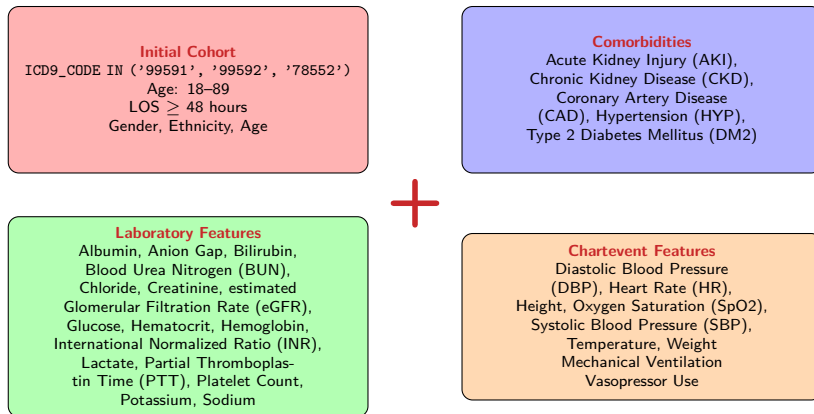 Initial Cohort
ICD9_CODE IN ('99591', '99592', '78552')
Age: 18–89
LOS ≥ 48 hours
Gender, Ethnicity, Age
Comorbidities
Acute Kidney Injury (AKI),
Chronic Kidney Disease (CKD),
Coronary Artery Disease
(CAD), Hypertension (HYP),
Type 2 Diabetes Mellitus (DM2)
Laboratory Features
Albumin, Anion Gap, Bilirubin,
Blood Urea Nitrogen (BUN),
Chloride, Creatinine, estimated
Glomerular Filtration Rate (eGFR),
Glucose, Hematocrit, Hemoglobin,
International Normalized Ratio (INR),
Lactate, Partial Thromboplas-
tin Time (PTT), Platelet Count,
Potassium, Sodium
Chartevent Features
Diastolic Blood Pressure
(DBP), Heart Rate (HR),
Height, Oxygen Saturation (SpO2),
Systolic Blood Pressure (SBP),
Temperature, Weight
Mechanical Ventilation
Vasopressor Use